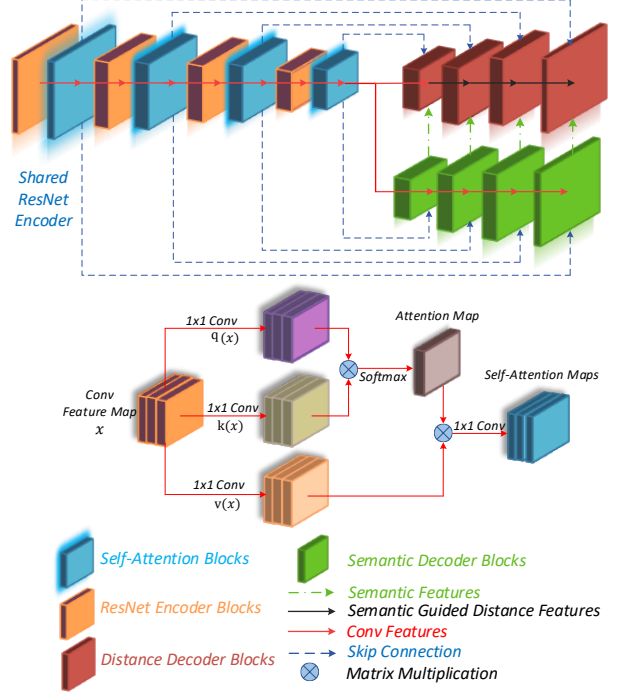 Shared
ResNet
Encoder
1x1 Conv
q(x)
Attention Map
Softmax
Self-Attention Maps
Conv
Feature Map
x
1x1 Conv
k(x)
1x1 Conv
1x1 Conv
v(x)
Self-Attention Blocks
Semantic Decoder Blocks
Semantic Features
ResNet Encoder Blocks
Semantic Guided Distance Features
Conv Features
Skip Connection
Distance Decoder Blocks
Matrix Multiplication